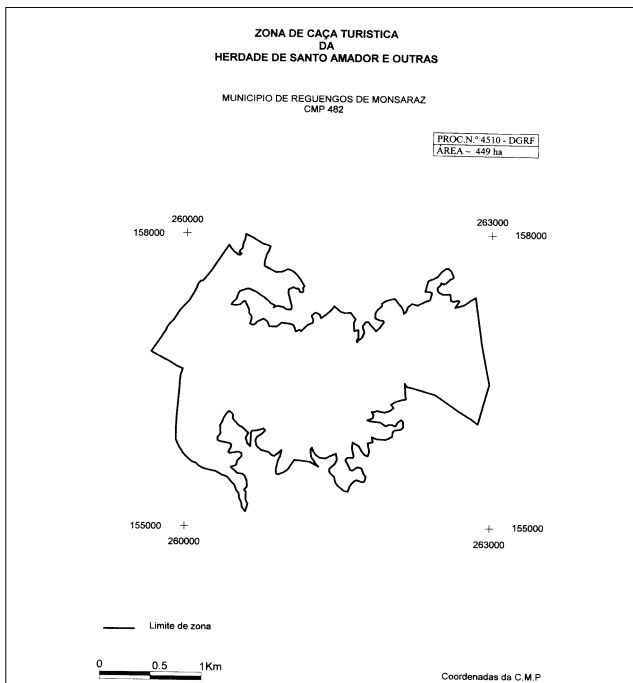 ZONA DE CAÇA TURISTICA
DA
HERDADE DE SANTO AMADOR E OUTRAS
MUNICIPIO DE REGUENGOS DE MONSARAZ
CMP 482
PROC.N.º 4510 - DGRF
ÁREA ~ 449 ha
260000
158000
263000
158000
155000
260000
155000
263000
Limite de zona
0 0.5 1Km
Coordenadas da C.M.P